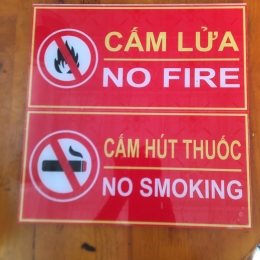 CẤM LỬA
NO FIRE
CẤM HÚT THUỐC
NO SMOKING